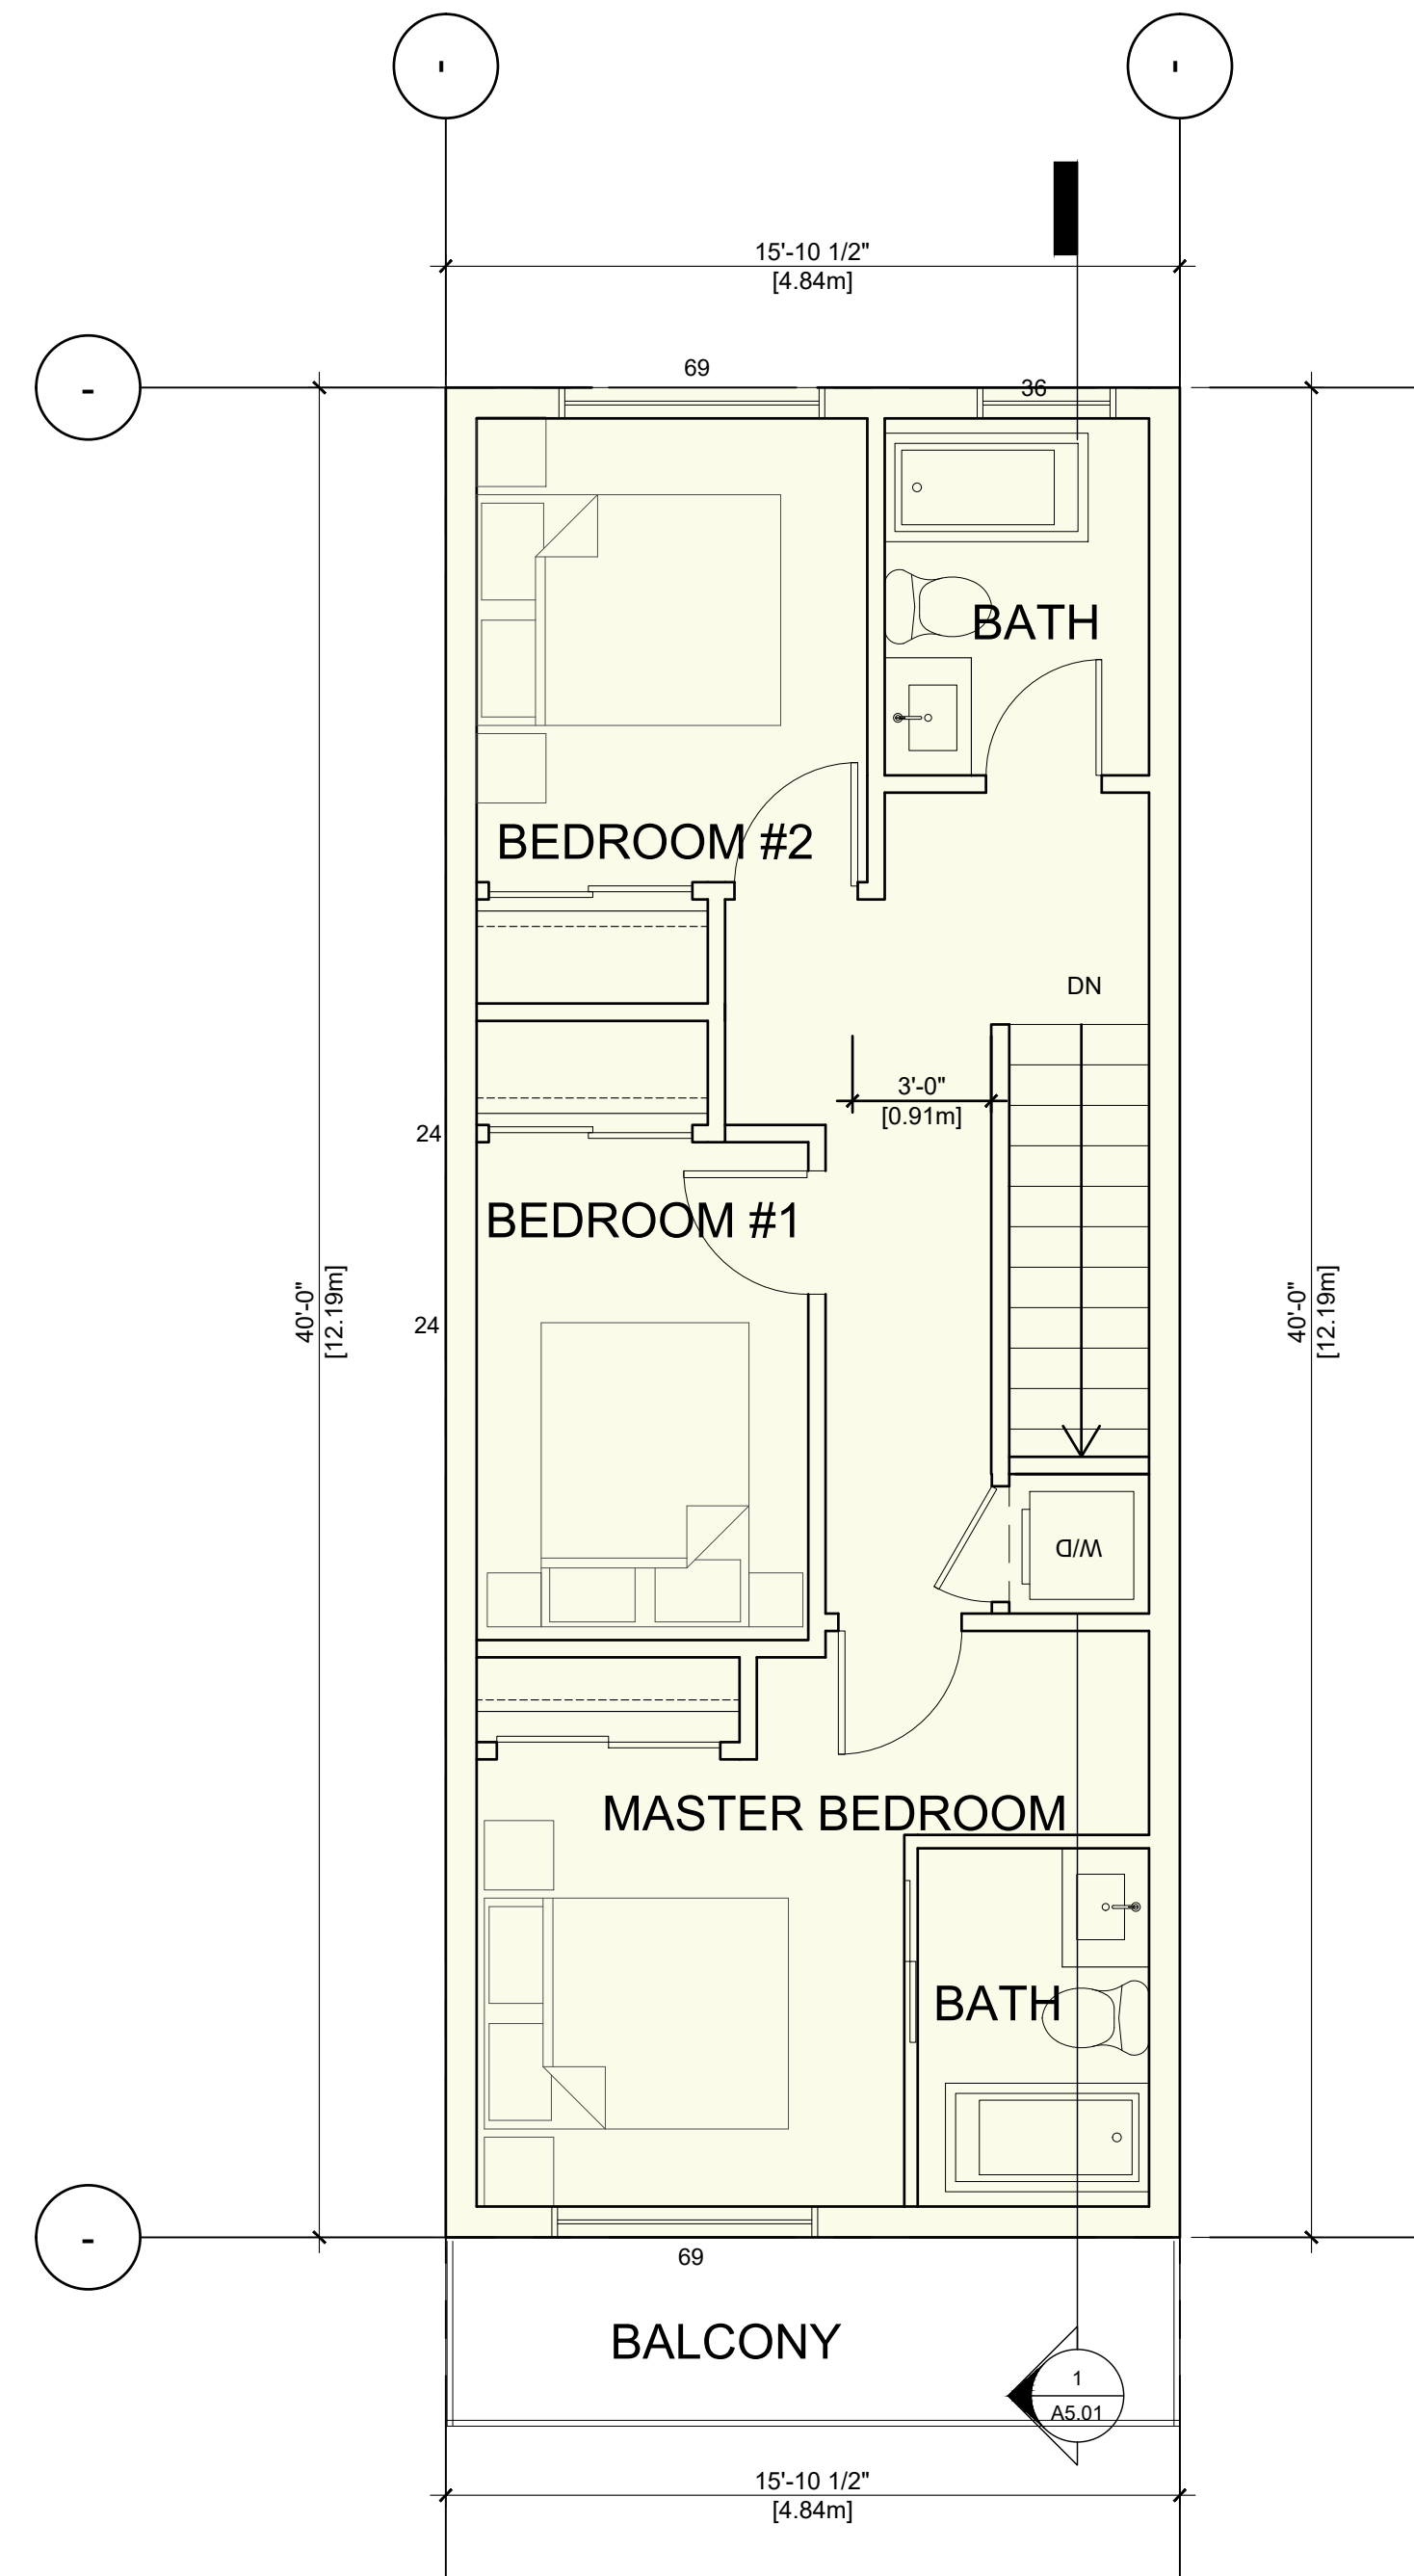 -
-
15'-10 1/2"
[4.84m]
69
36
-
BATH
BEDROOM #2
DN
3'-0"
[0.91m]
24
BEDROOM #1
24
40'-0"
[12.19m]
40'-0"
[12.19m]
W/D
MASTER BEDROOM
BATH
-
69
BALCONY
1
A5.01
15'-10 1/2"
[4.84m]